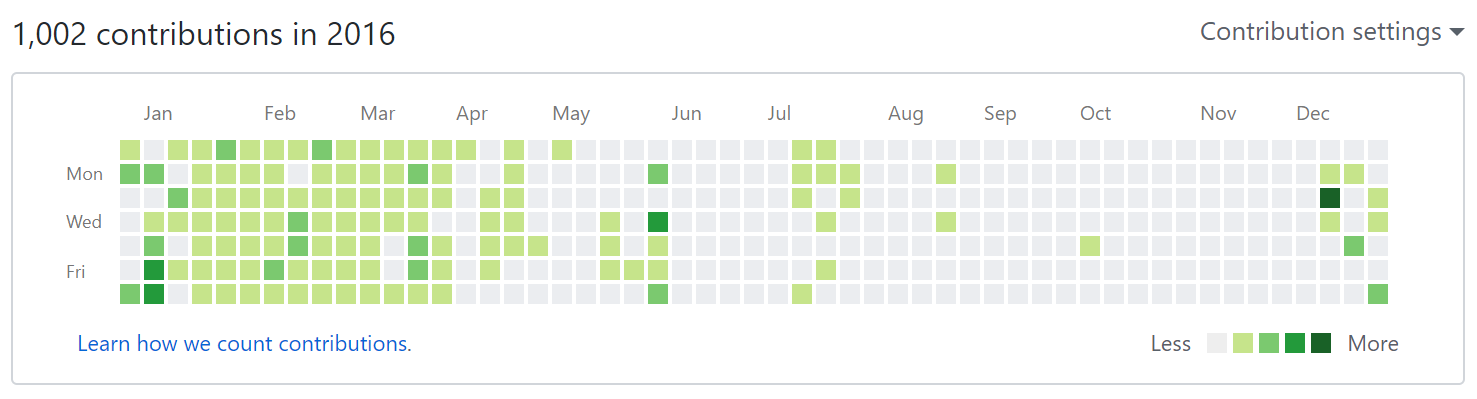 1,002 contributions in 2016
Contribution settings
Jan Feb Mar Apr May Jun Jul Aug Sep Oct Nov Dec
Mon
Wed
Fri
Learn how we count contributions.
Less More